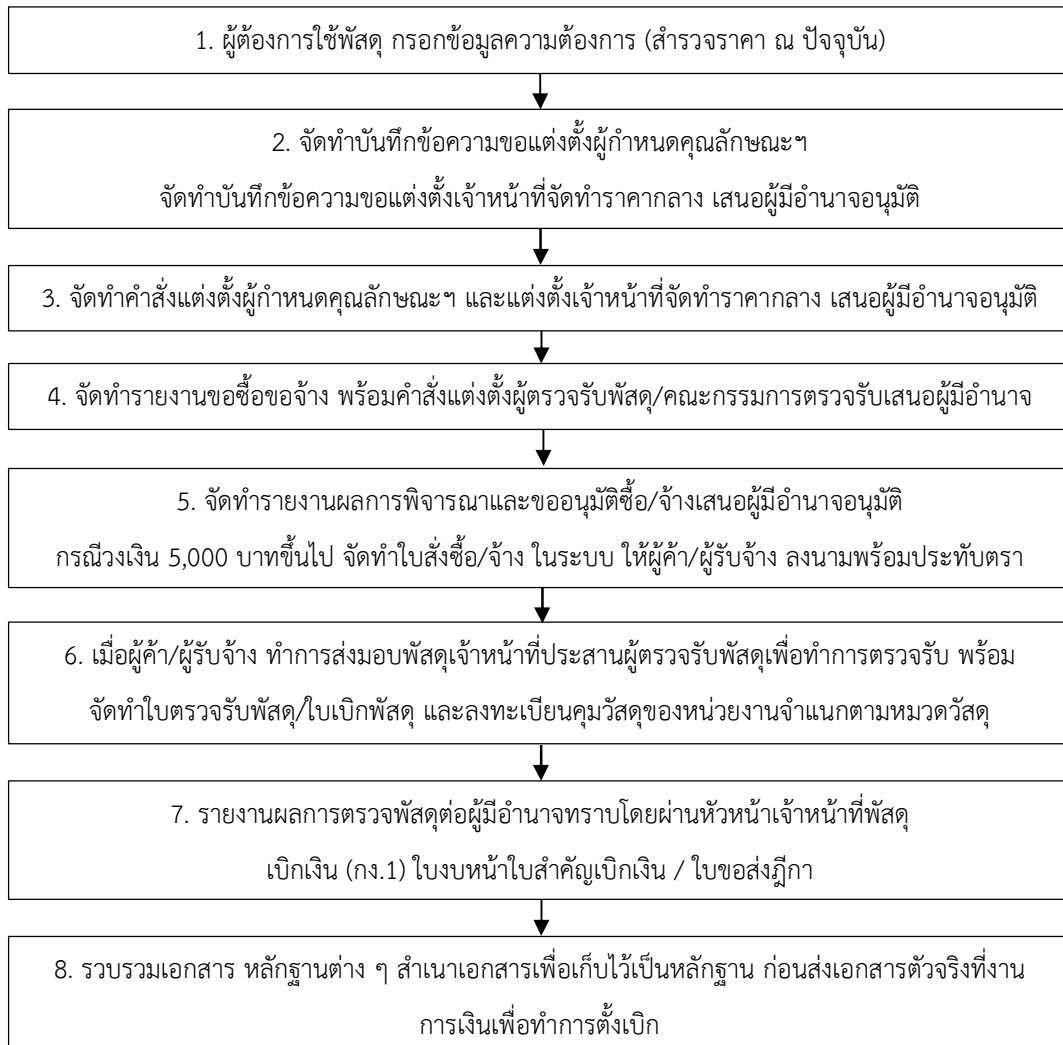 1. ผู้ต้องการใช้พัสดุ กรอกข้อมูลความต้องการ (สำรวจราคา ณ ปัจจุบัน)
2. จัดทำบันทึกข้อความขอแต่งตั้งผู้กำหนดคุณลักษณะฯ
จัดทำบันทึกข้อความขอแต่งตั้งเจ้าหน้าที่จัดทำราคากลาง เสนอผู้มีอำนาจอนุมัติ
3. จัดทำคำสั่งแต่งตั้งผู้กำหนดคุณลักษณะฯ และแต่งตั้งเจ้าหน้าที่จัดทำราคากลาง เสนอผู้มีอำนาจอนุมัติ
4. จัดทำรายงานขอซื้อขอจ้าง พร้อมคำสั่งแต่งตั้งผู้ตรวจรับพัสดุ/คณะกรรมการตรวจรับเสนอผู้มีอำนาจ
5. จัดทำรายงานผลการพิจารณาและขออนุมัติซื้อ/จ้างเสนอผู้มีอำนาจอนุมัติ
กรณีวงเงิน 5,000 บาทขึ้นไป จัดทำใบสั่งซื้อ/จ้าง ในระบบ ให้ผู้ค้า/ผู้รับจ้าง ลงนามพร้อมประทับตรา
6. เมื่อผู้ค้า/ผู้รับจ้าง ทำการส่งมอบพัสดุเจ้าหน้าที่ประสานผู้ตรวจรับพัสดุเพื่อทำการตรวจรับ พร้อม
จัดทำใบตรวจรับพัสดุ/ใบเบิกพัสดุ และลงทะเบียนคุมวัสดุของหน่วยงานจำแนกตามหมวดวัสดุ
7. รายงานผลการตรวจพัสดุต่อผู้มีอำนาจทราบโดยผ่านหัวหน้าเจ้าหน้าที่พัสดุ
เบิกเงิน (กง.1) ใบงบหน้าใบสำคัญเบิกเงิน / ใบขอส่งฎีกา
8. รวบรวมเอกสาร หลักฐานต่าง ๆ สำเนาเอกสารเพื่อเก็บไว้เป็นหลักฐาน ก่อนส่งเอกสารตัวจริงที่งาน
การเงินเพื่อทำการตั้งเบิก